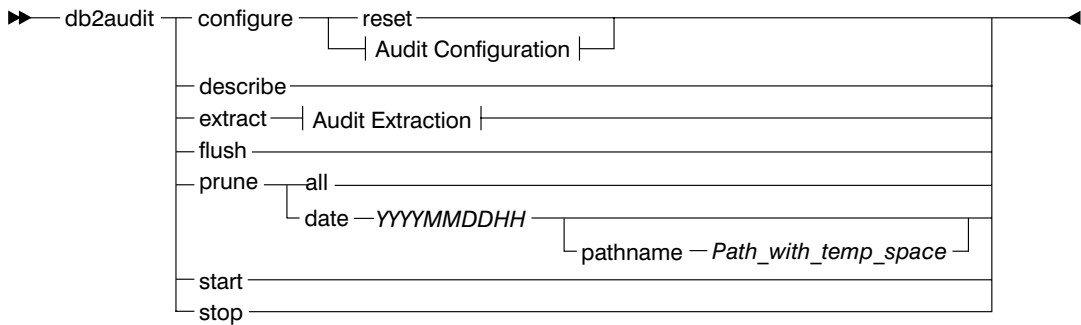 db2audit configure reset
Audit Configuration
describe
extract Audit Extraction
flush
prune all
date YYYYMMDDHH
pathname Path_with_temp_space
start
stop